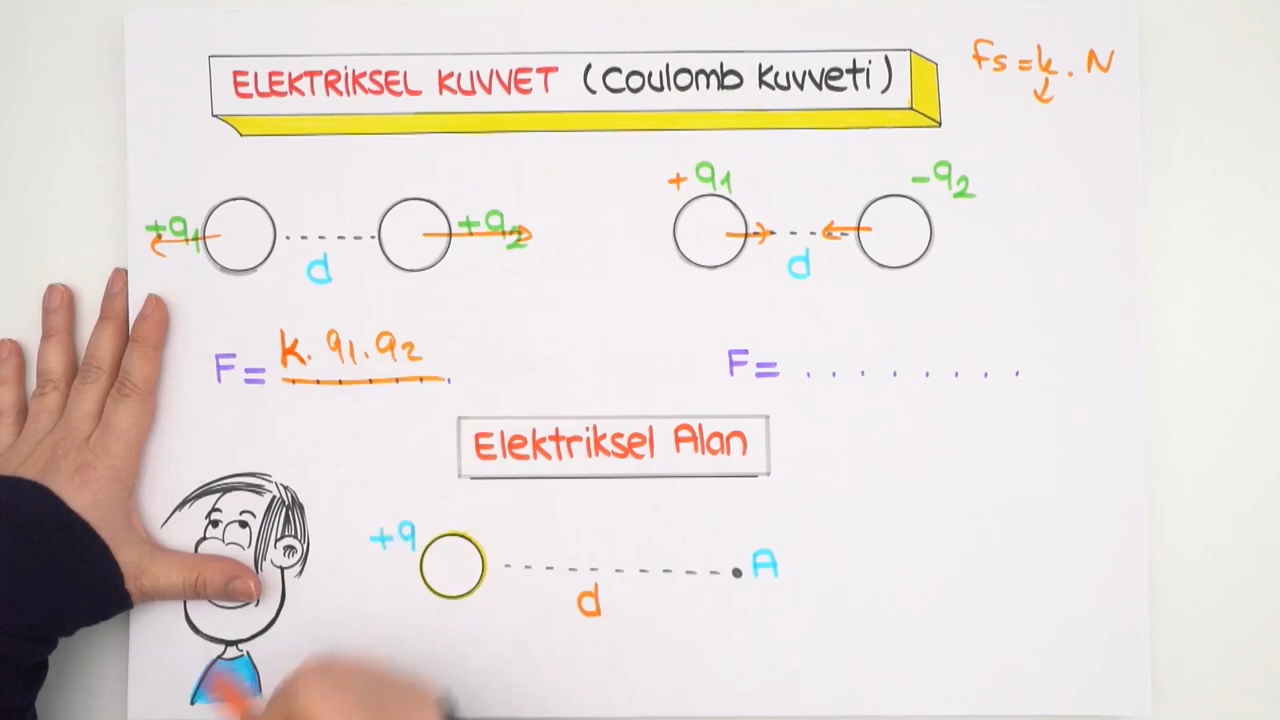 ELEKTRİKSEL KUVVET (Coulomb Kuvveti)
fs = k . N
+q1 +q2
d
+q1 -q2
d
F = k. q1. q2
F = . . . . . . . .
Elektriksel Alan
+q
d
A